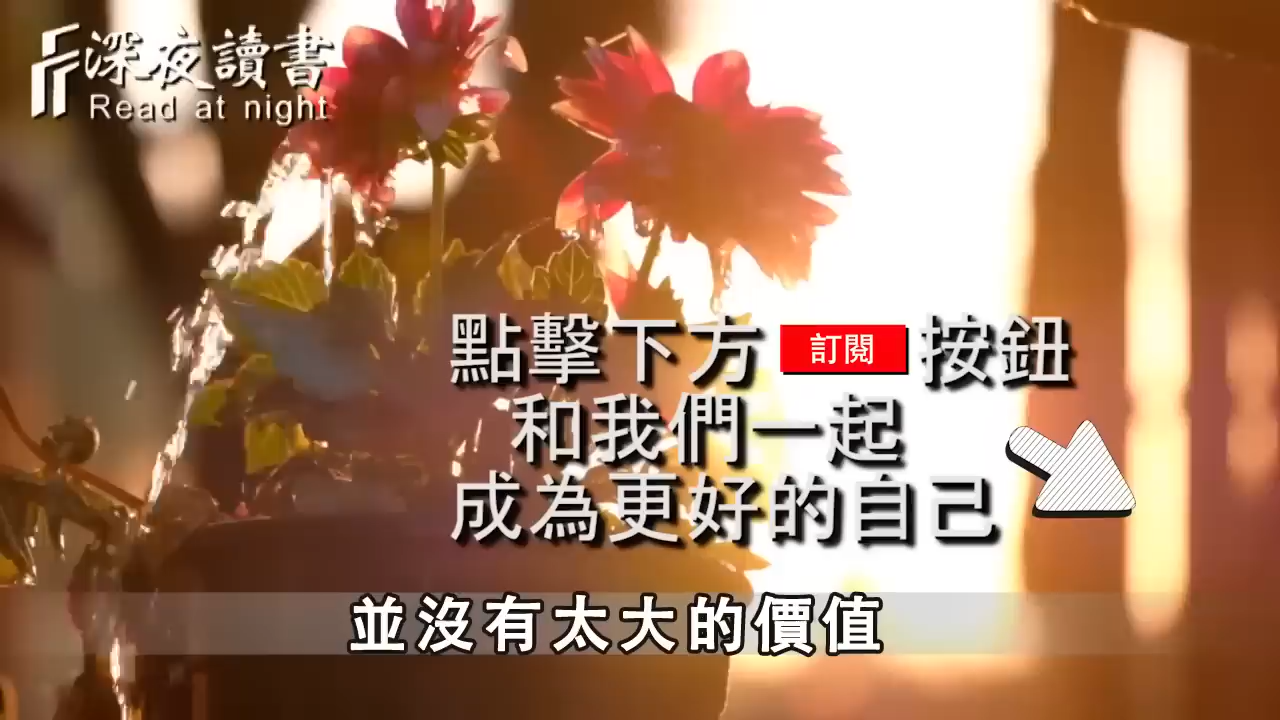 深夜讀書
Read at night
點擊下方 訂閱 按鈕
和我們一起
成為更好的自己
並沒有太大的價值